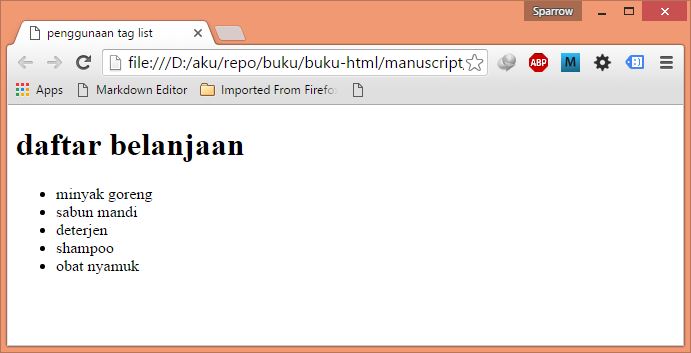 Sparrow
penggunaan tag list
file:///D:/aku/repo/buku/buku-html/manuscript
ABP
M
Apps Markdown Editor Imported From Firefo
daftar belanjaan
minyak goreng
sabun mandi
deterjen
shampoo
obat nyamuk